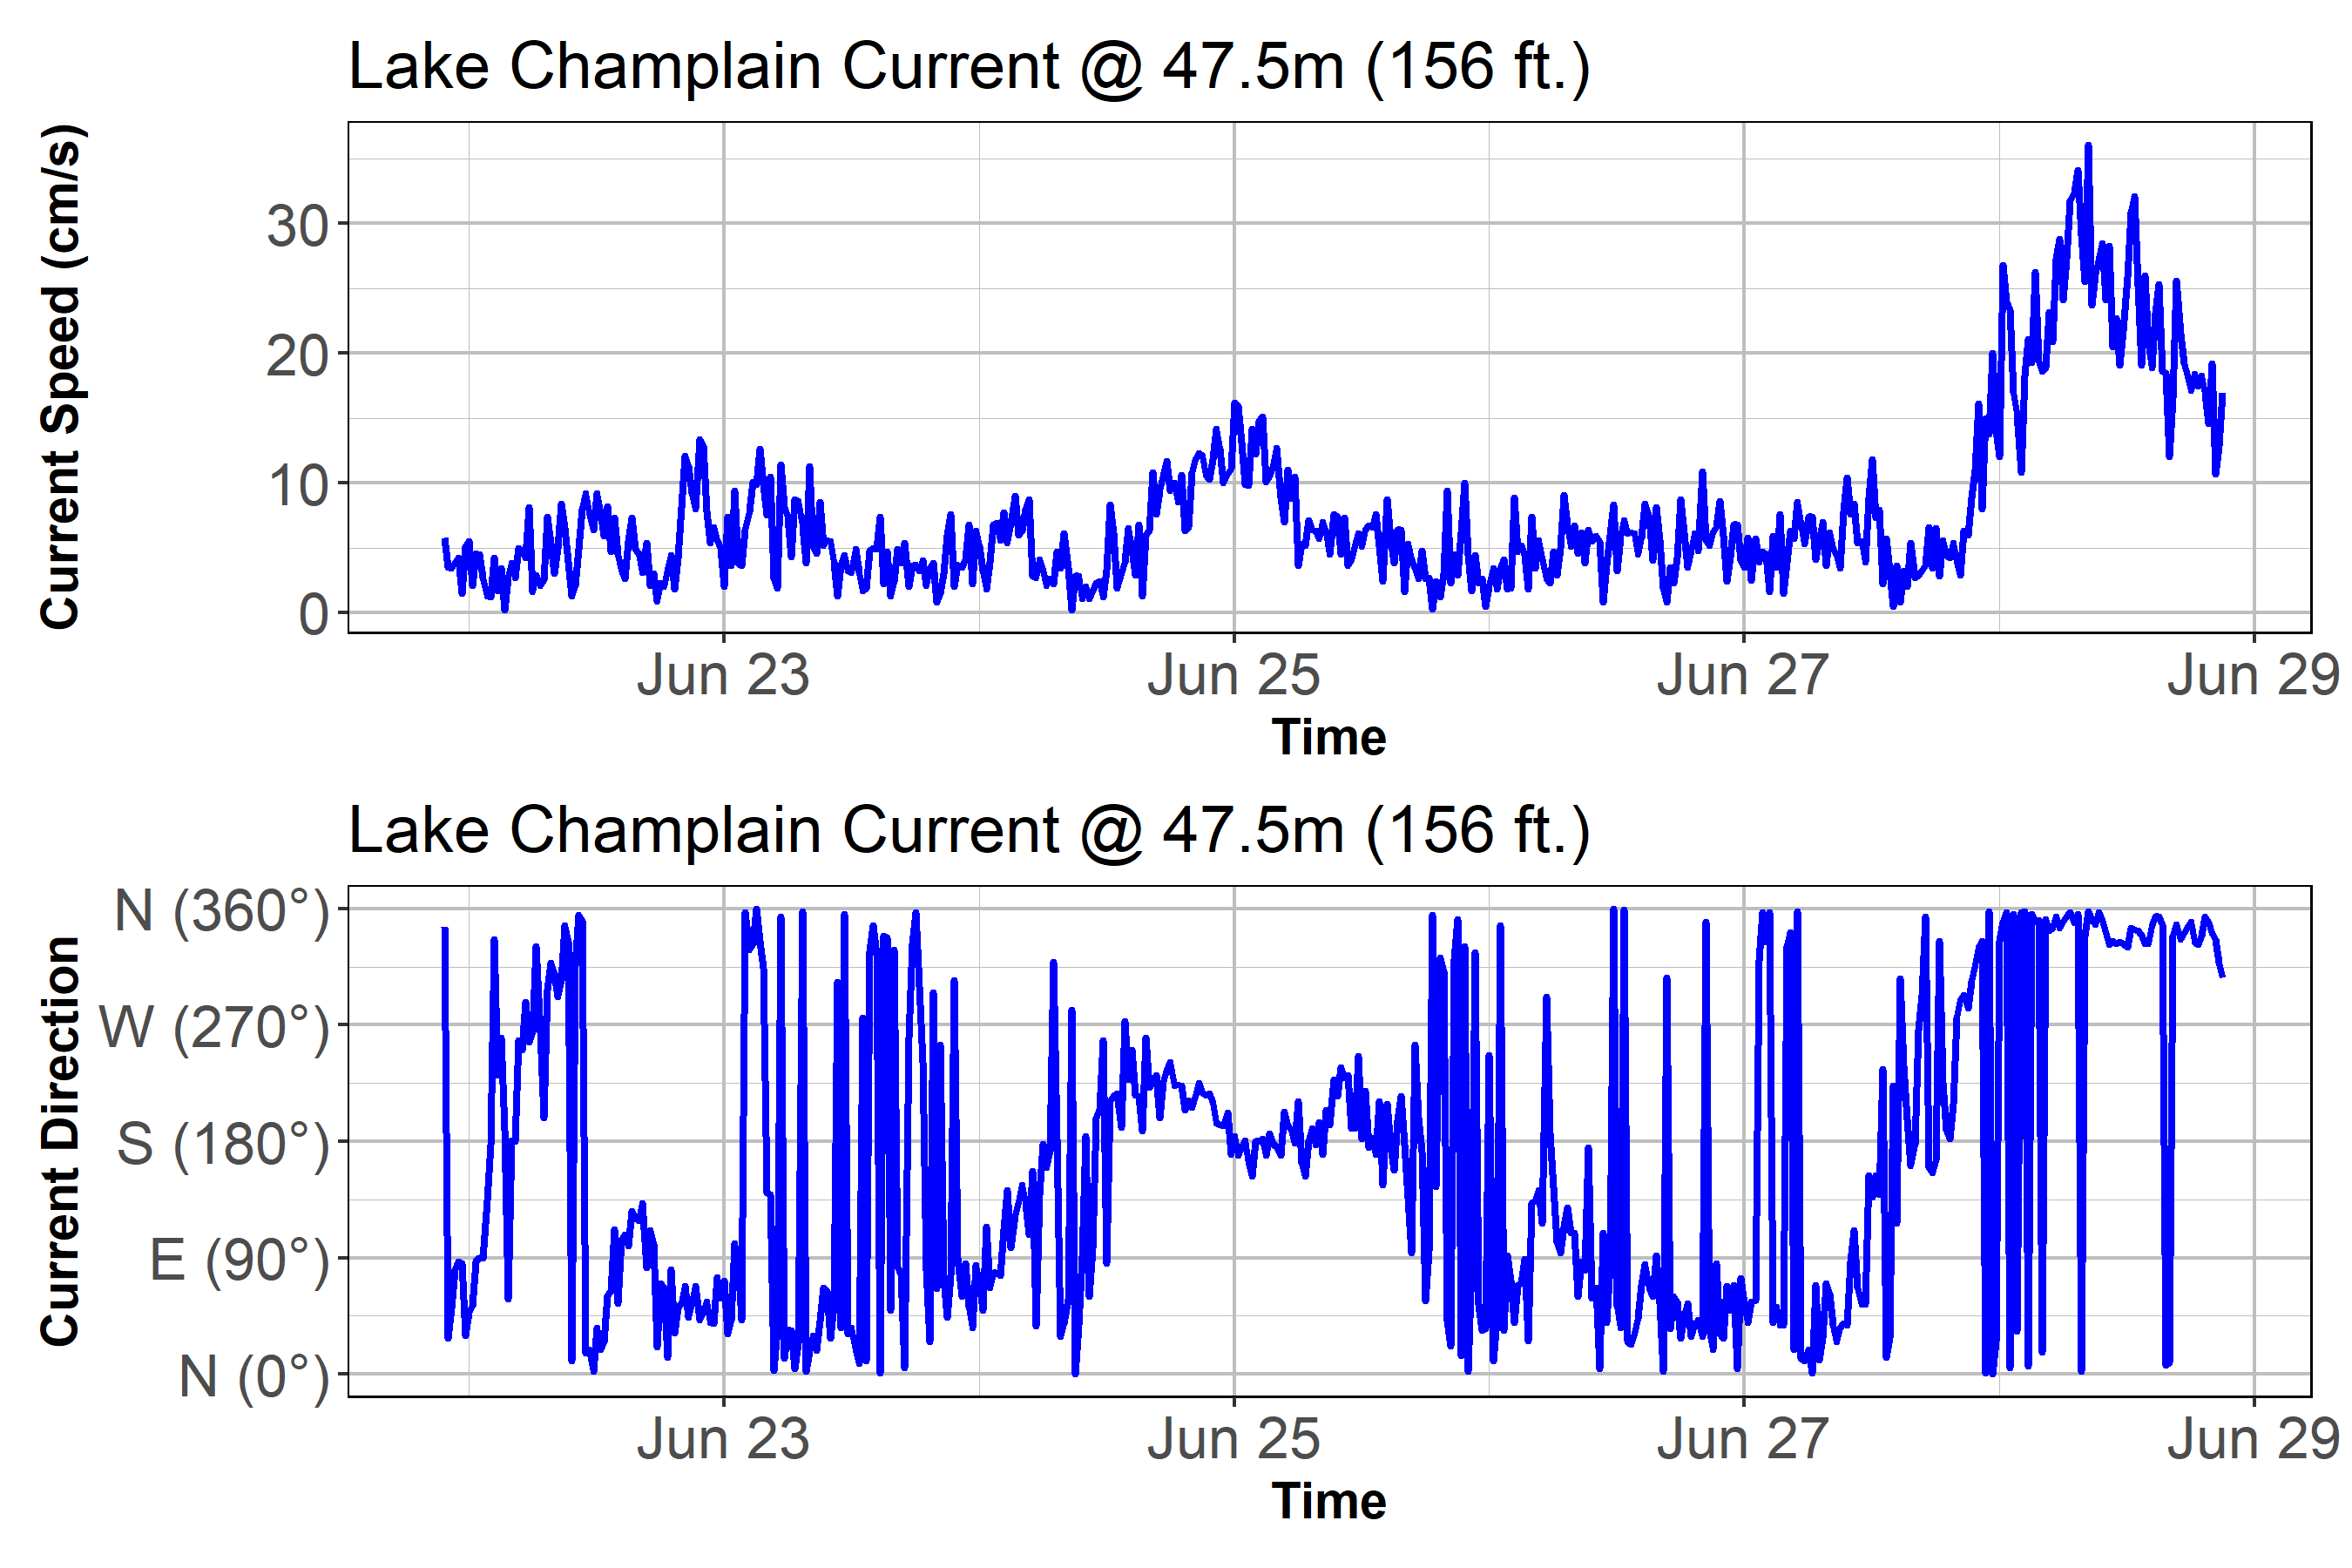 Lake Champlain Current @ 47.5m (156 ft.)
Current Speed (cm/s)
30
20
10
0
Jun 23 Jun 25 Jun 27 Jun 29
Time
Lake Champlain Current @ 47.5m (156 ft.)
Current Direction
N (360°)
W (270°)
S (180°)
E (90°)
N (0°)
Jun 23 Jun 25 Jun 27 Jun 29
Time